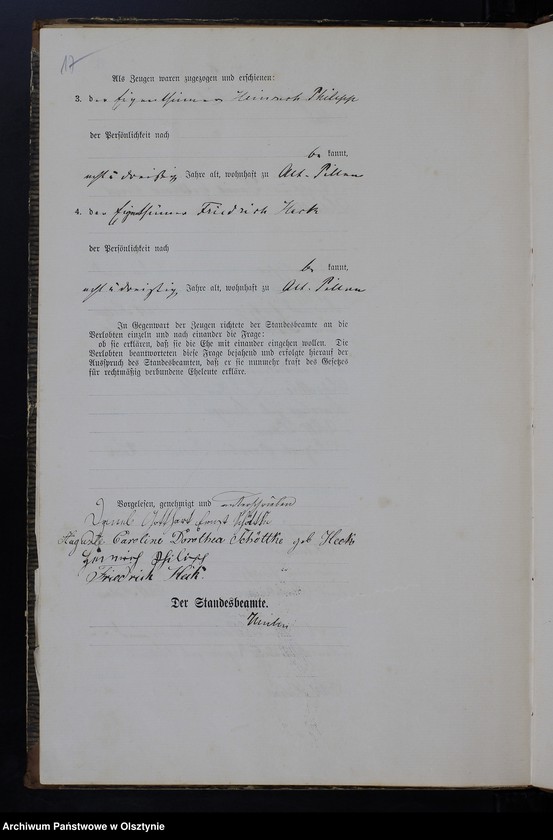 17
Als Zeugen waren zugezogen und erschienen:
3. der Eigenthümer Heinrich Philipp
der Persönlichkeit nach
be kannt,
acht u dreißig Jahre alt, wohnhaft zu Alt-Pillau
4. der Eigenthümer Friedrich Heck
der Persönlichkeit nach
be kannt,
acht u dreißig Jahre alt, wohnhaft zu Alt-Pillau
In Gegenwart der Zeugen richtete der Standesbeamte an die
Verlobten einzeln und nach einander die Frage:
ob sie erklären, daß sie die Ehe mit einander eingehen wollen. Die
Verlobten beantworteten diese Frage bejahend und erfolgte hierauf der
Ausspruch des Standesbeamten, daß er sie nunmehr kraft des Gesetzes
für rechtmäßig verbundene Eheleute erkläre.
Vorgelesen, genehmigt und unterschrieben
Ernst Schöttke
Auguste Caroline Dorothea Schöttke geb Heck
Heinrich Philipp
Friedrich Heck.
Der Standesbeamte.
Archiwum Państwowe w Olsztynie